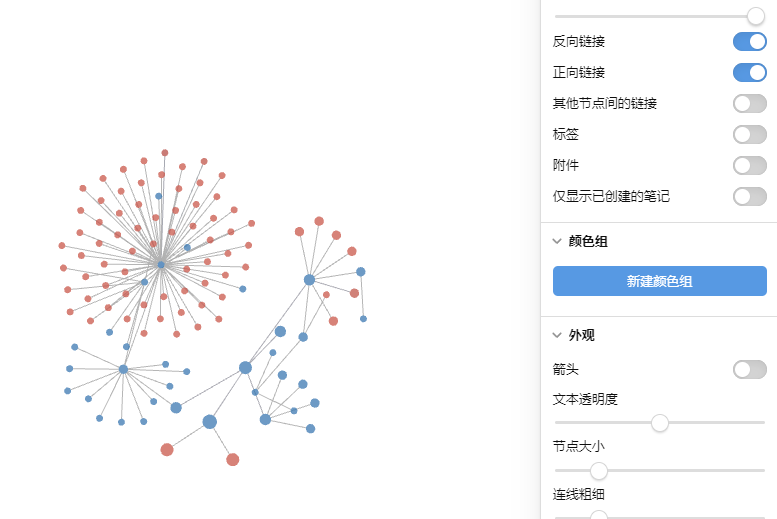 反向链接
正向链接
其他节点间的链接
标签
附件
仅显示已创建的笔记
颜色组
新建颜色组
外观
箭头
文本透明度
节点大小
连线粗细